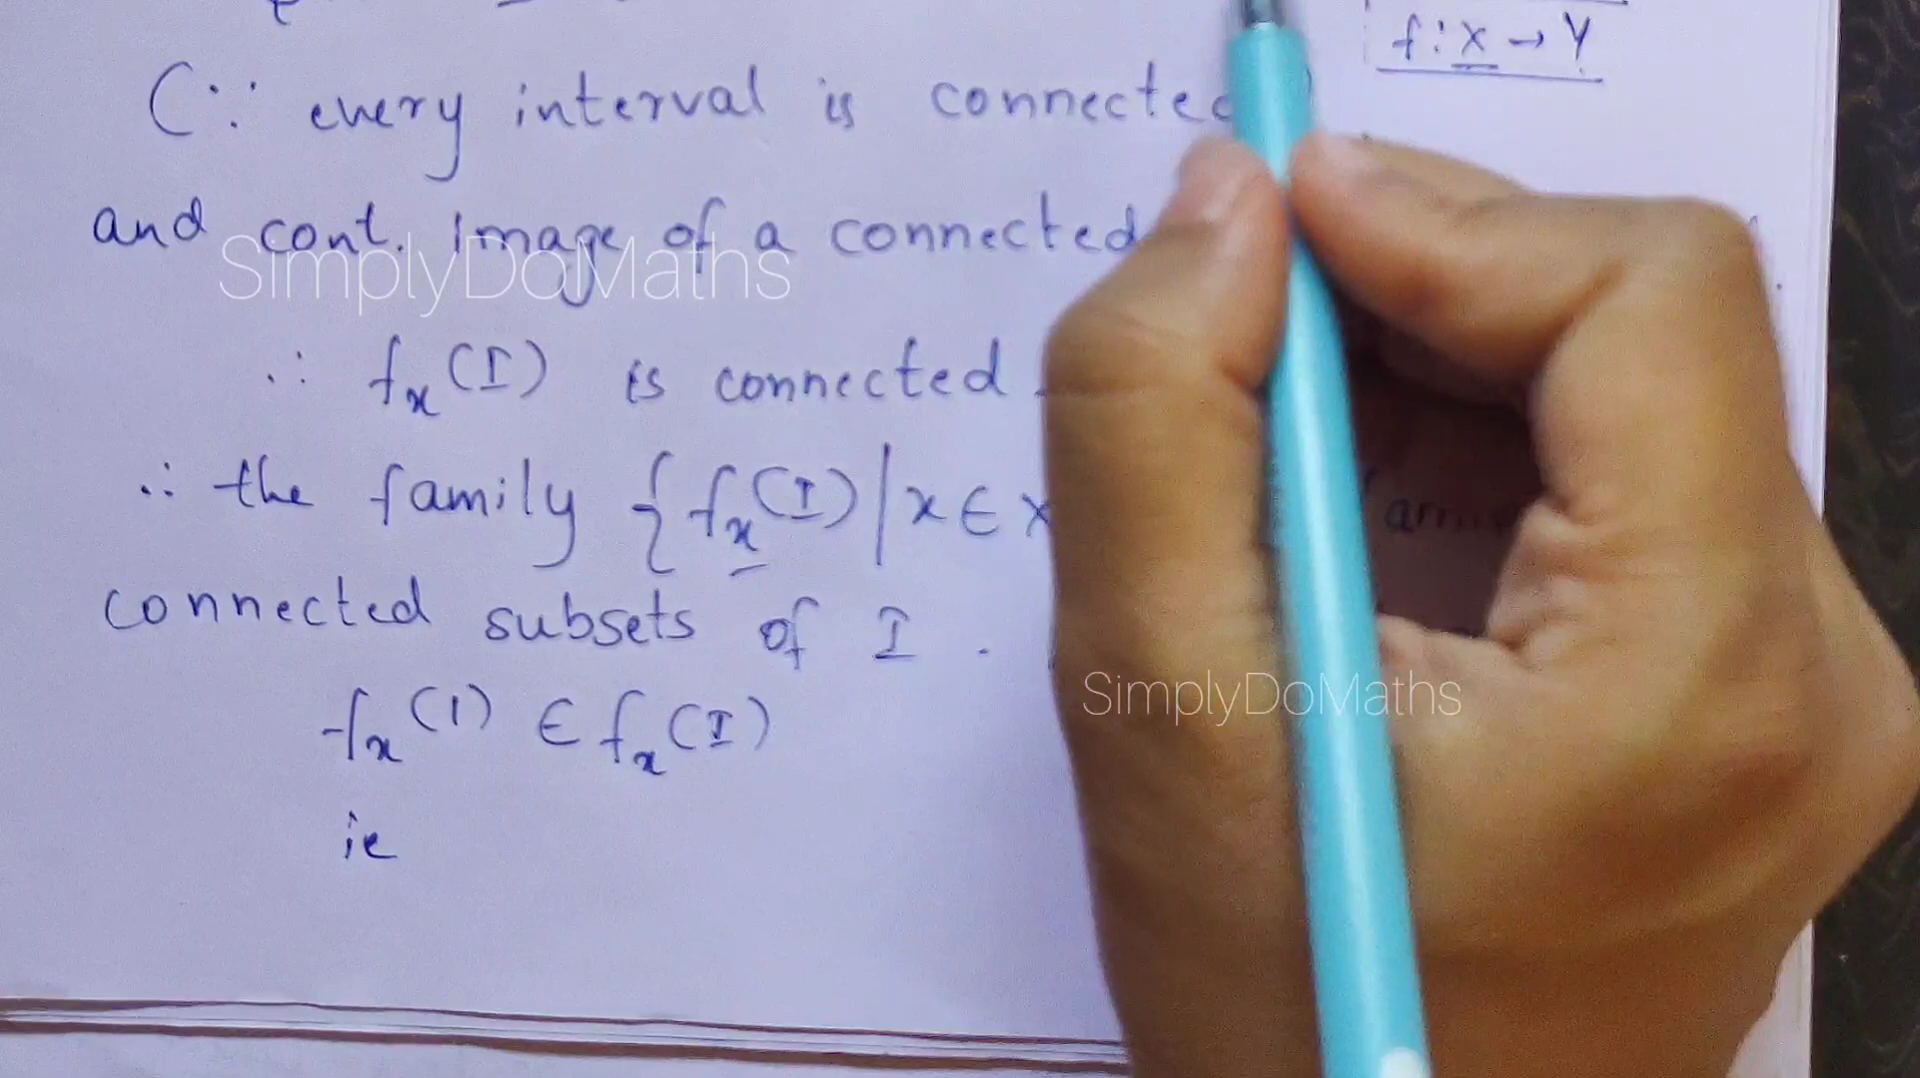 f : X → Y
(∵ every interval is connected)
and cont. image of a connected
SimplyDoMaths
∴ fₓ(I) is connected
∴ the family {fₓ(I) | x ∈ X
connected subsets of I .
SimplyDoMaths
fₓ(1) ∈ fₓ(I)
ie